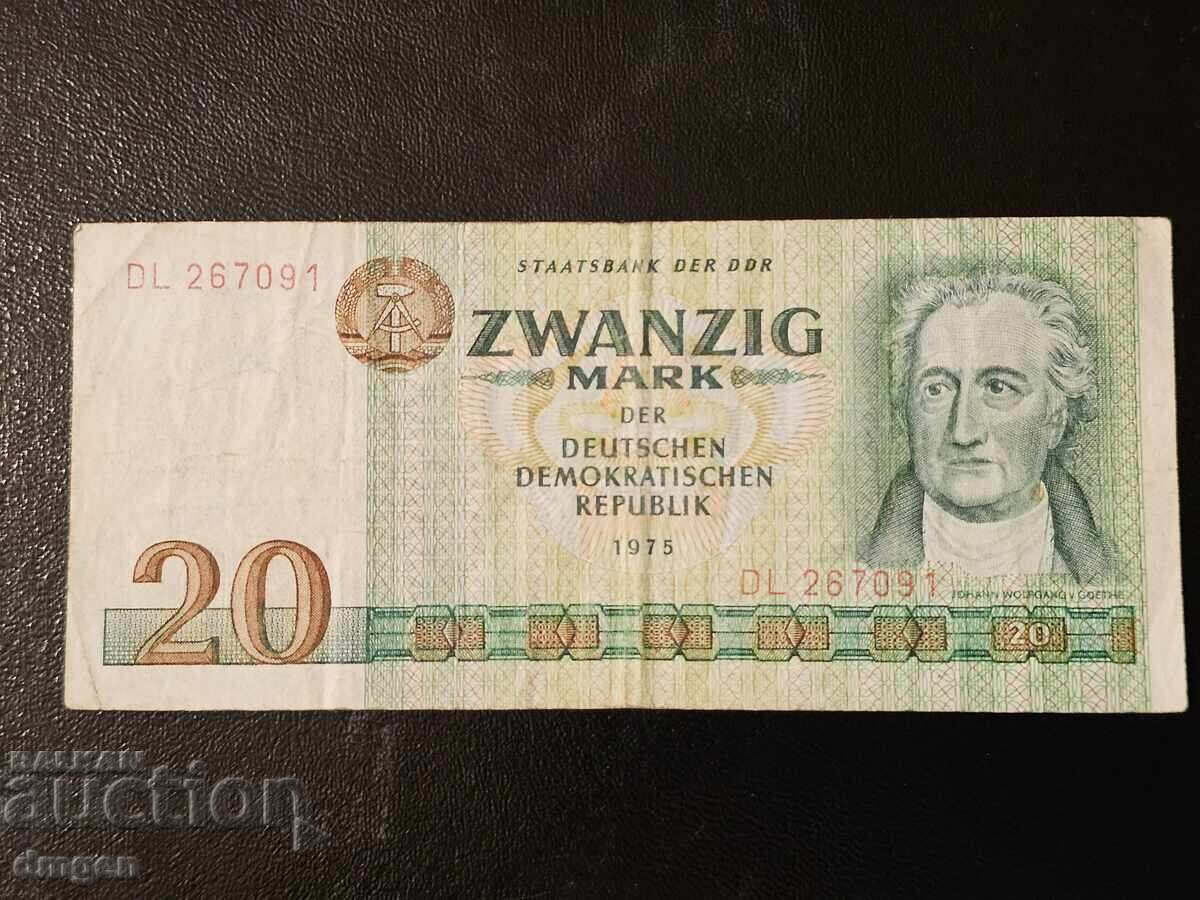 DL 267091
STAATSBANK DER DDR
ZWANZIG
MARK
DER
DEUTSCHEN
DEMOKRATISCHEN
REPUBLIK
1975
DL 267091
JOHANN WOLFGANG V. GOETHE
20
20
BALKAN
auction
dmgen